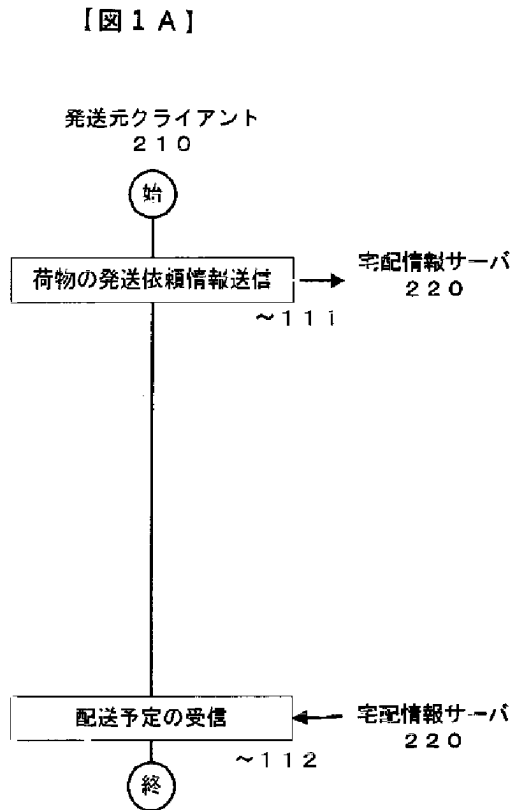 【図１Ａ】
発送元クライアント
２１０
始
荷物の発送依頼情報送信
宅配情報サーバ
２２０
～１１１
配送予定の受信
宅配情報サーバ
２２０
～１１２
終